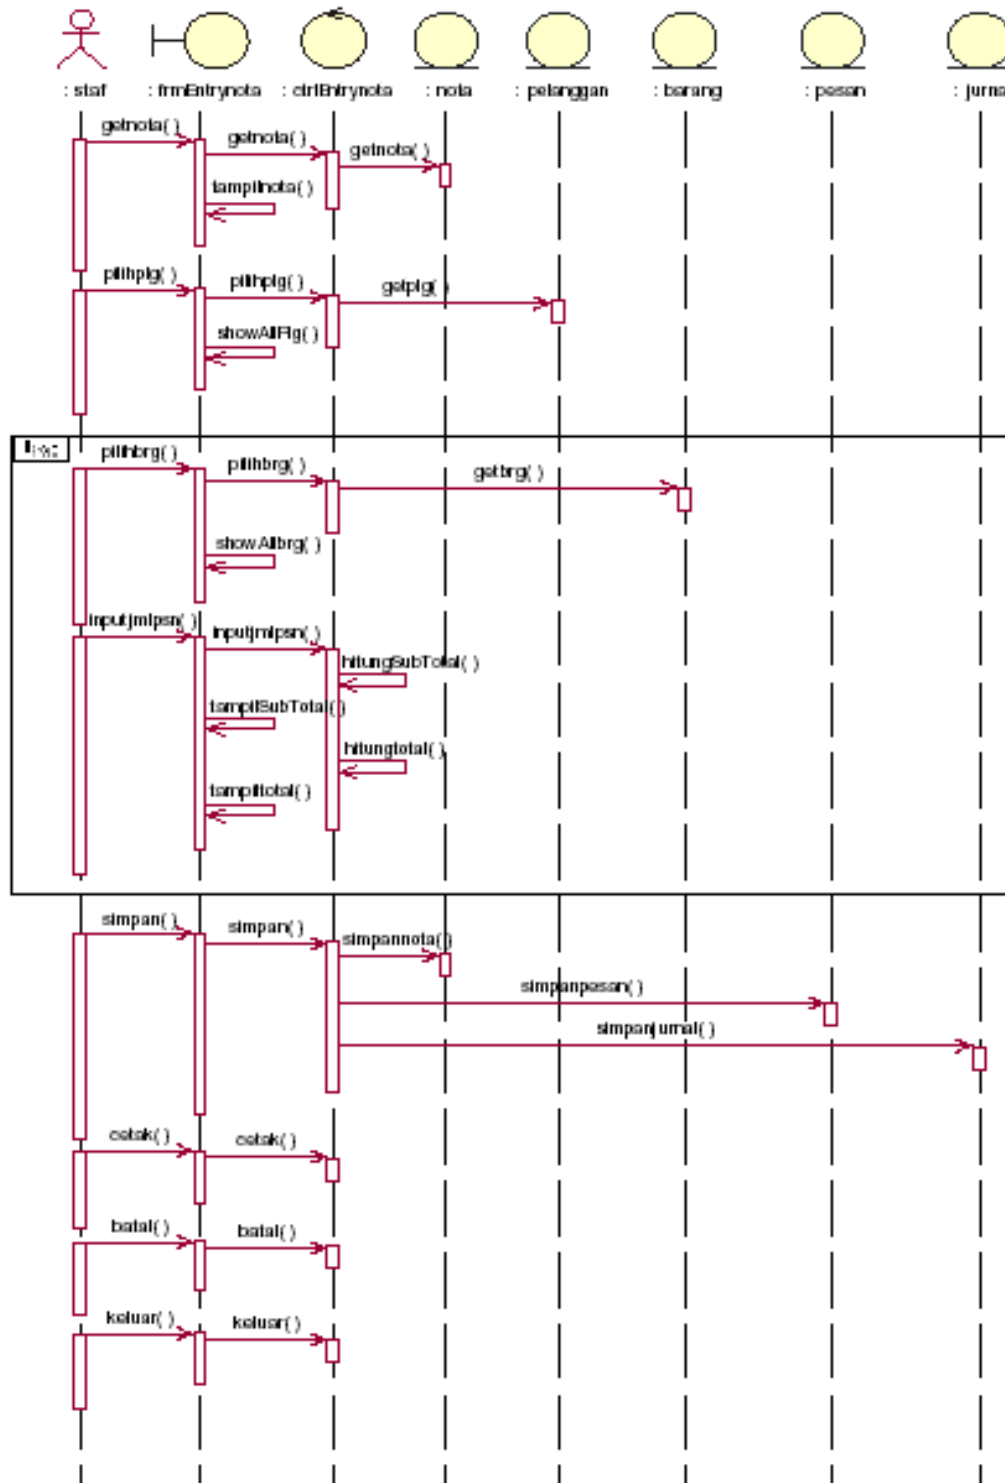 : staf : frmEntrynota : ctrlEntrynota : nota : pelanggan : barang : pesan : jurna
getnota( )
getnota( )
getnota( )
tampilnota( )
pilihplg( )
pilihplg( )
getplg( )
showAllPlg( )
pilihbrg( )
pilihbrg( )
getbrg( )
showAllbrg( )
inputjmlpsn( )
inputjmlpsn( )
hitungSubTotal( )
tampilSubTotal( )
hitungtotal( )
tampiltotal( )
simpan( )
simpan( )
simpannota( )
simpanpesan( )
simpanjurnal( )
cetak( )
cetak( )
batal( )
batal( )
keluar( )
keluar( )